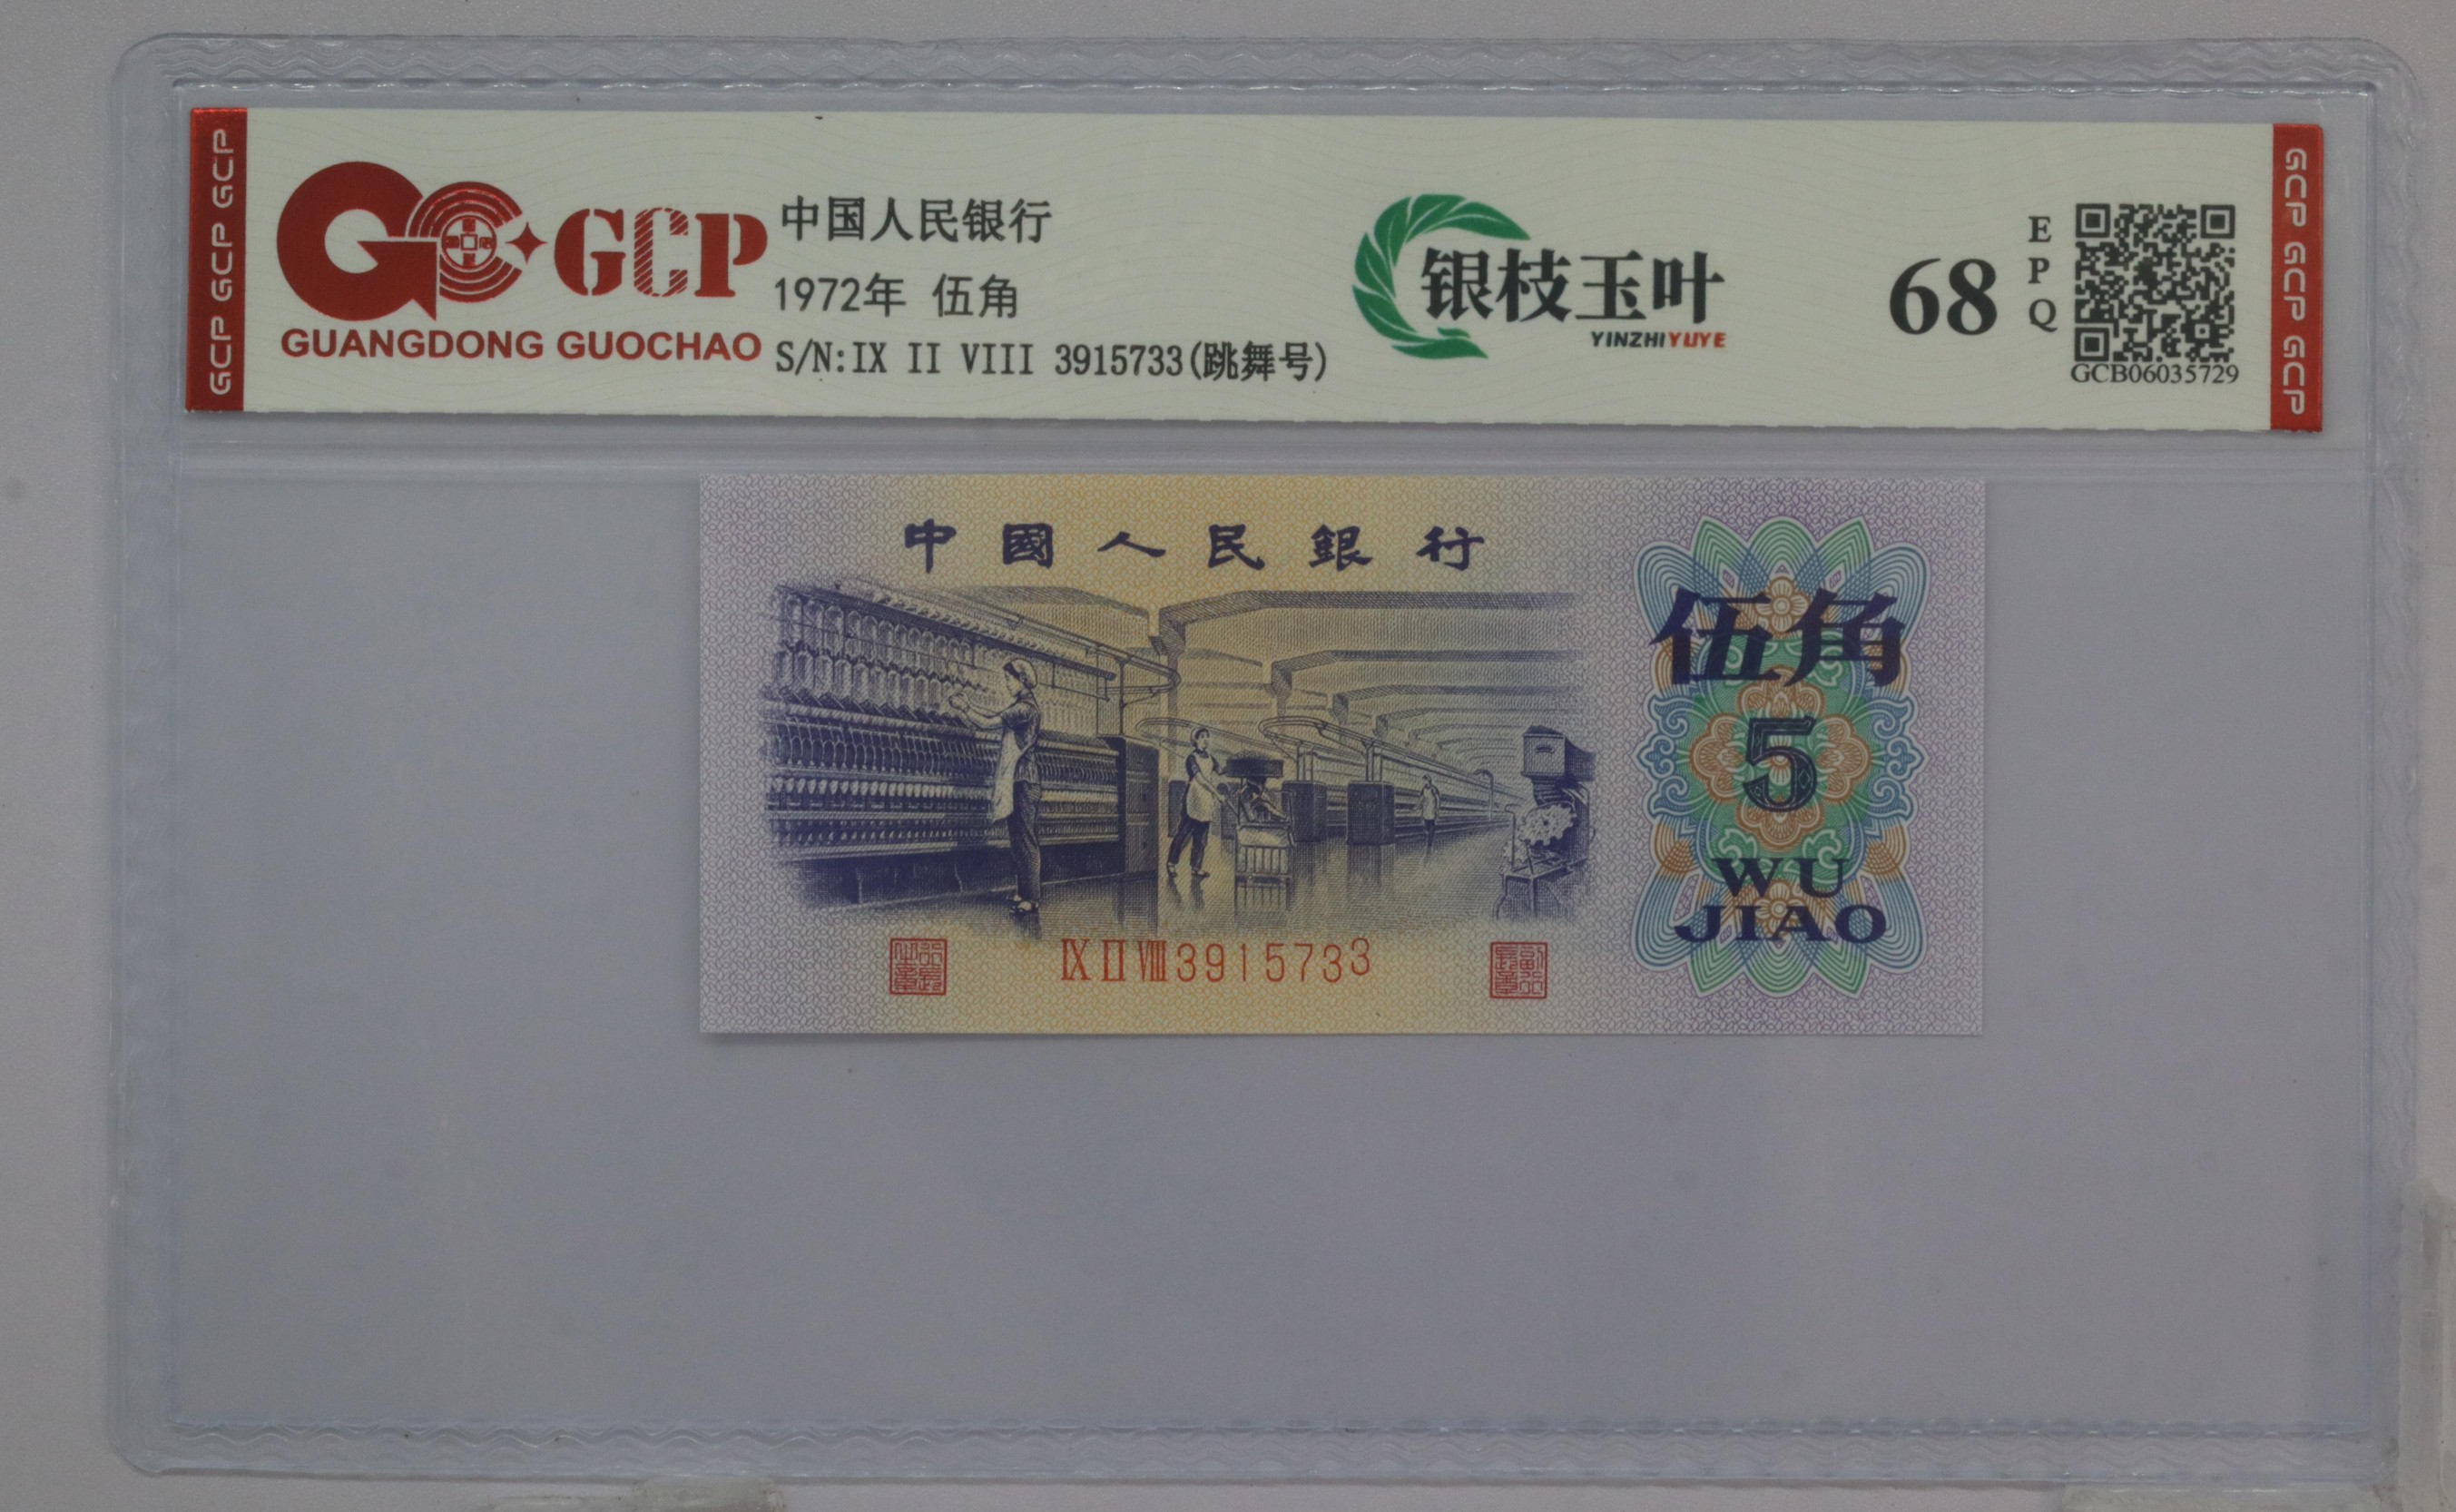 GCP GCP GCP
GCP
GUANGDONG GUOCHAO
中国人民银行
1972年 伍角
S/N:IX II VIII 3915733(跳舞号)
银枝玉叶
YINZHIYUYE
68
EPQ
GCB06035729
GCP GCP GCP
中國人民銀行
伍角
5
WU
JIAO
IX II VIII 3915733